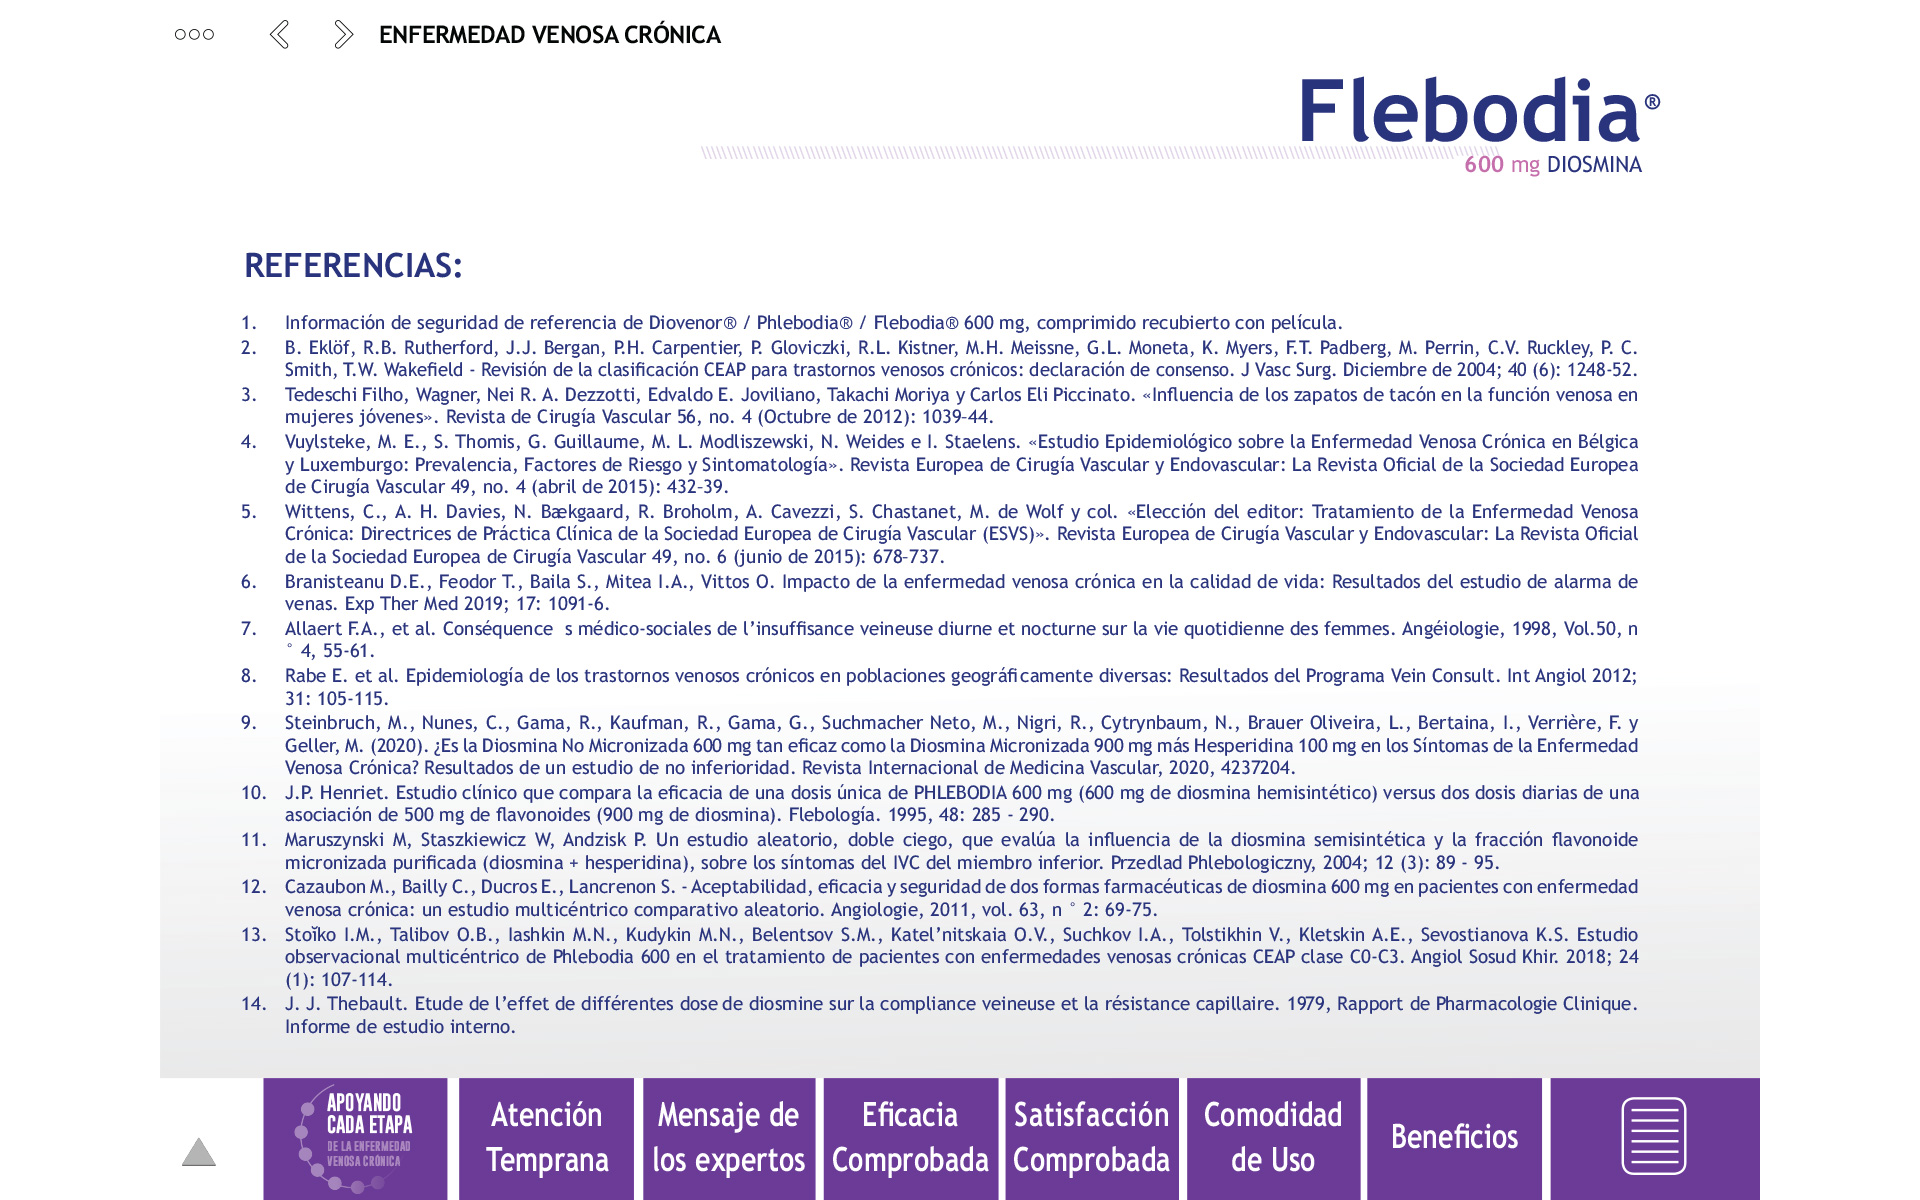 ENFERMEDAD VENOSA CRÓNICA
Flebodia®
600 mg DIOSMINA
REFERENCIAS:
1. Información de seguridad de referencia de Diovenor® / Phlebodia® / Flebodia® 600 mg, comprimido recubierto con película.
2. B. Eklöf, R.B. Rutherford, J.J. Bergan, P.H. Carpentier, P. Gloviczki, R.L. Kistner, M.H. Meissne, G.L. Moneta, K. Myers, F.T. Padberg, M. Perrin, C.V. Ruckley, P. C.
Smith, T.W. Wakefield - Revisión de la clasificación CEAP para trastornos venosos crónicos: declaración de consenso. J Vasc Surg. Diciembre de 2004; 40 (6): 1248-52.
3. Tedeschi Filho, Wagner, Nei R. A. Dezzotti, Edvaldo E. Joviliano, Takachi Moriya y Carlos Eli Piccinato. «Influencia de los zapatos de tacón en la función venosa en
mujeres jóvenes». Revista de Cirugía Vascular 56, no. 4 (Octubre de 2012): 1039–44.
4. Vuylsteke, M. E., S. Thomis, G. Guillaume, M. L. Modliszewski, N. Weides e I. Staelens. «Estudio Epidemiológico sobre la Enfermedad Venosa Crónica en Bélgica
y Luxemburgo: Prevalencia, Factores de Riesgo y Sintomatología». Revista Europea de Cirugía Vascular y Endovascular: La Revista Oficial de la Sociedad Europea
de Cirugía Vascular 49, no. 4 (abril de 2015): 432–39.
5. Wittens, C., A. H. Davies, N. Bækgaard, R. Broholm, A. Cavezzi, S. Chastanet, M. de Wolf y col. «Elección del editor: Tratamiento de la Enfermedad Venosa
Crónica: Directrices de Práctica Clínica de la Sociedad Europea de Cirugía Vascular (ESVS)». Revista Europea de Cirugía Vascular y Endovascular: La Revista Oficial
de la Sociedad Europea de Cirugía Vascular 49, no. 6 (junio de 2015): 678–737.
6. Branisteanu D.E., Feodor T., Baila S., Mitea I.A., Vittos O. Impacto de la enfermedad venosa crónica en la calidad de vida: Resultados del estudio de alarma de
venas. Exp Ther Med 2019; 17: 1091-6.
7. Allaert F.A., et al. Conséquence s médico-sociales de l’insuffisance veineuse diurne et nocturne sur la vie quotidienne des femmes. Angéiologie, 1998, Vol.50, n
° 4, 55-61.
8. Rabe E. et al. Epidemiología de los trastornos venosos crónicos en poblaciones geográficamente diversas: Resultados del Programa Vein Consult. Int Angiol 2012;
31: 105-115.
9. Steinbruch, M., Nunes, C., Gama, R., Kaufman, R., Gama, G., Suchmacher Neto, M., Nigri, R., Cytrynbaum, N., Brauer Oliveira, L., Bertaina, I., Verrière, F. y
Geller, M. (2020). ¿Es la Diosmina No Micronizada 600 mg tan eficaz como la Diosmina Micronizada 900 mg más Hesperidina 100 mg en los Síntomas de la Enfermedad
Venosa Crónica? Resultados de un estudio de no inferioridad. Revista Internacional de Medicina Vascular, 2020, 4237204.
10. J.P. Henriet. Estudio clínico que compara la eficacia de una dosis única de PHLEBODIA 600 mg (600 mg de diosmina hemisintético) versus dos dosis diarias de una
asociación de 500 mg de flavonoides (900 mg de diosmina). Flebología. 1995, 48: 285 - 290.
11. Maruszynski M, Staszkiewicz W, Andzisk P. Un estudio aleatorio, doble ciego, que evalúa la influencia de la diosmina semisintética y la fracción flavonoide
micronizada purificada (diosmina + hesperidina), sobre los síntomas del IVC del miembro inferior. Przedlad Phlebologiczny, 2004; 12 (3): 89 - 95.
12. Cazaubon M., Bailly C., Ducros E., Lancrenon S. - Aceptabilidad, eficacia y seguridad de dos formas farmacéuticas de diosmina 600 mg en pacientes con enfermedad
venosa crónica: un estudio multicéntrico comparativo aleatorio. Angiologie, 2011, vol. 63, n ° 2: 69-75.
13. Stoĭko I.M., Talibov O.B., Iashkin M.N., Kudykin M.N., Belentsov S.M., Katel’nitskaia O.V., Suchkov I.A., Tolstikhin V., Kletskin A.E., Sevostianova K.S. Estudio
observacional multicéntrico de Phlebodia 600 en el tratamiento de pacientes con enfermedades venosas crónicas CEAP clase C0-C3. Angiol Sosud Khir. 2018; 24
(1): 107-114.
14. J. J. Thebault. Etude de l’effet de différentes dose de diosmine sur la compliance veineuse et la résistance capillaire. 1979, Rapport de Pharmacologie Clinique.
Informe de estudio interno.
APOYANDO
CADA ETAPA
DE LA ENFERMEDAD
VENOSA CRÓNICA
Atención
Temprana
Mensaje de
los expertos
Eficacia
Comprobada
Satisfacción
Comprobada
Comodidad
de Uso
Beneficios